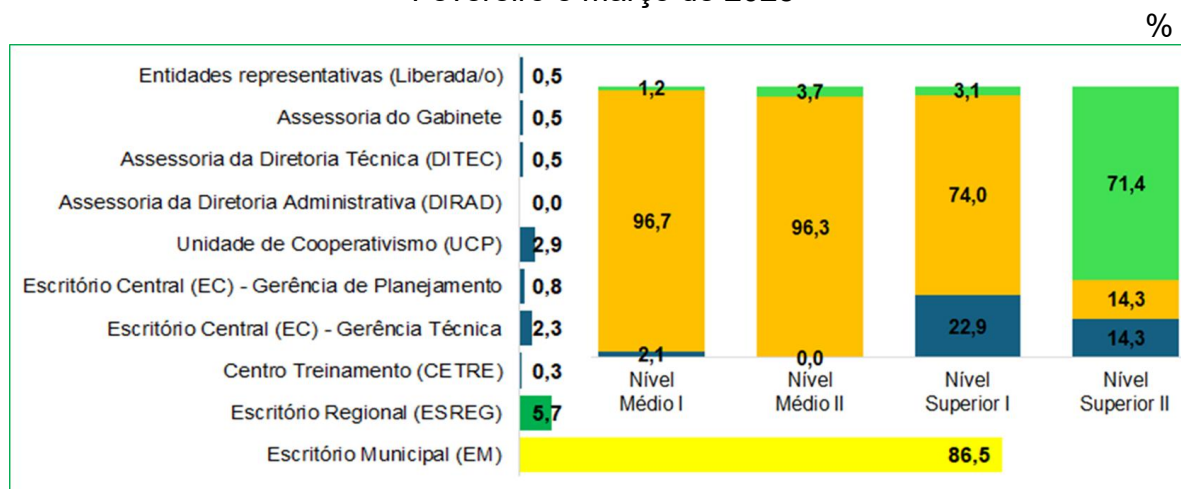 %
Entidades representativas (Liberada/o) 0,5
Assessoria do Gabinete 0,5
Assessoria da Diretoria Técnica (DITEC) 0,5
Assessoria da Diretoria Administrativa (DIRAD) 0,0
Unidade de Cooperativismo (UCP) 2,9
Escritório Central (EC) - Gerência de Planejamento 0,8
Escritório Central (EC) - Gerência Técnica 2,3
Centro Treinamento (CETRE) 0,3
Escritório Regional (ESREG) 5,7
Escritório Municipal (EM) 86,5
1,2 3,7 3,1
71,4
96,7 96,3 74,0
14,3
22,9 14,3
2,1 0,0
Nível Médio I
Nível Médio II
Nível Superior I
Nível Superior II